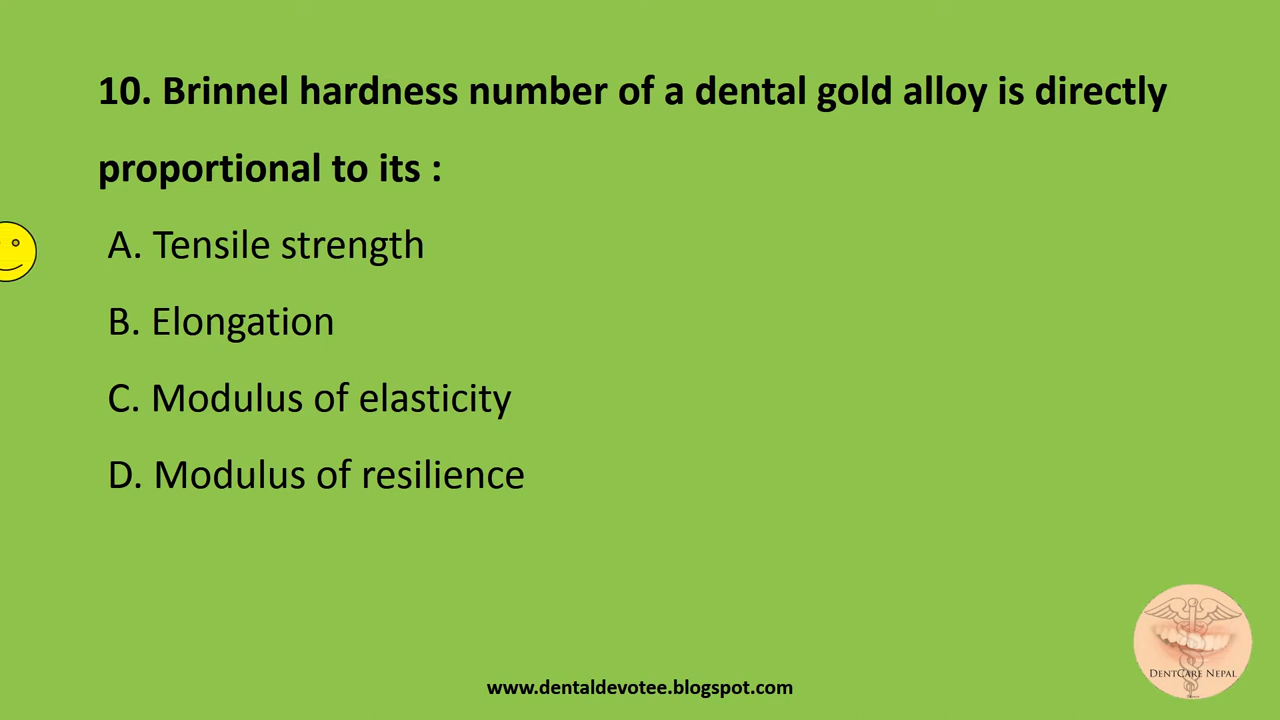 10. Brinnel hardness number of a dental gold alloy is directly
proportional to its :
A. Tensile strength
B. Elongation
C. Modulus of elasticity
D. Modulus of resilience
DentCare Nepal
www.dentaldevotee.blogspot.com